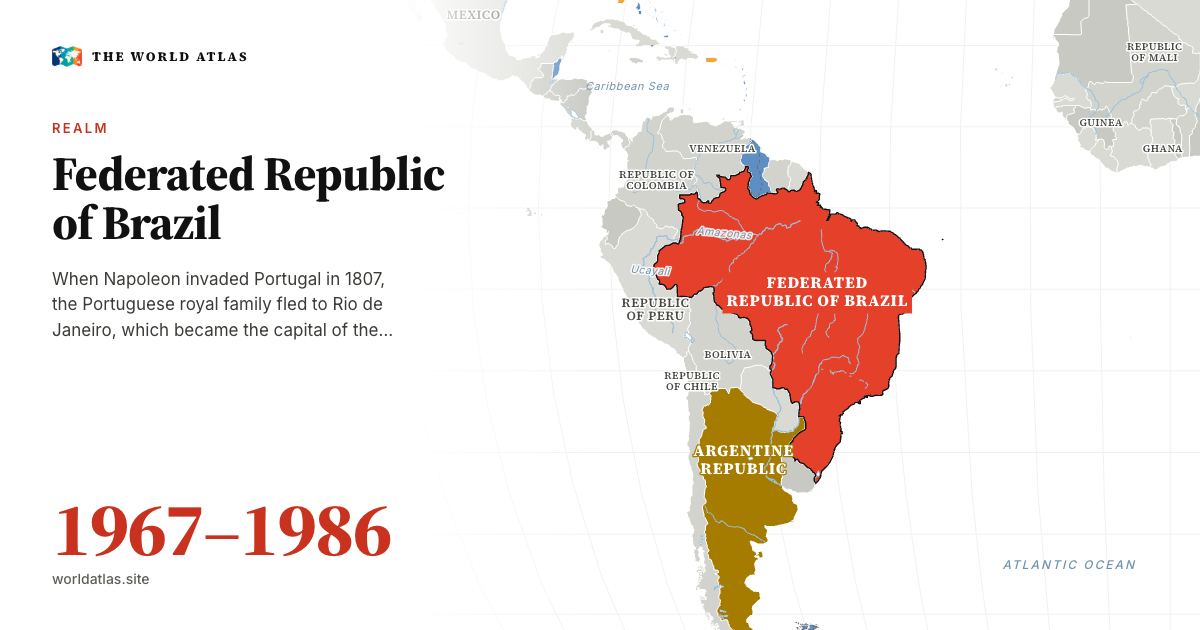 THE WORLD ATLAS
REALM
Federated Republic
of Brazil
When Napoleon invaded Portugal in 1807,
the Portuguese royal family fled to Rio de
Janeiro, which became the capital of the...
1967–1986
worldatlas.site
MEXICO
Caribbean Sea
REPUBLIC
OF MALI
GUINEA
GHANA
VENEZUELA
REPUBLIC OF
COLOMBIA
Amazonas
Ucayali
FEDERATED
REPUBLIC OF BRAZIL
REPUBLIC
OF PERU
BOLIVIA
REPUBLIC
OF CHILE
ARGENTINE
REPUBLIC
ATLANTIC OCEAN